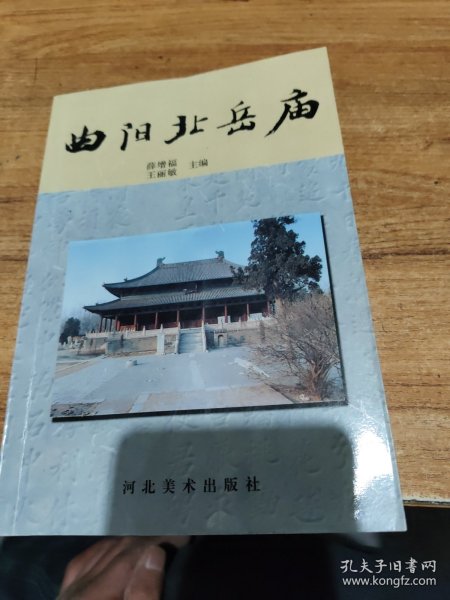 曲阳北岳庙
薛增福 主编
王丽敏
河北美术出版社
孔夫子旧书网
www.kongfz.com